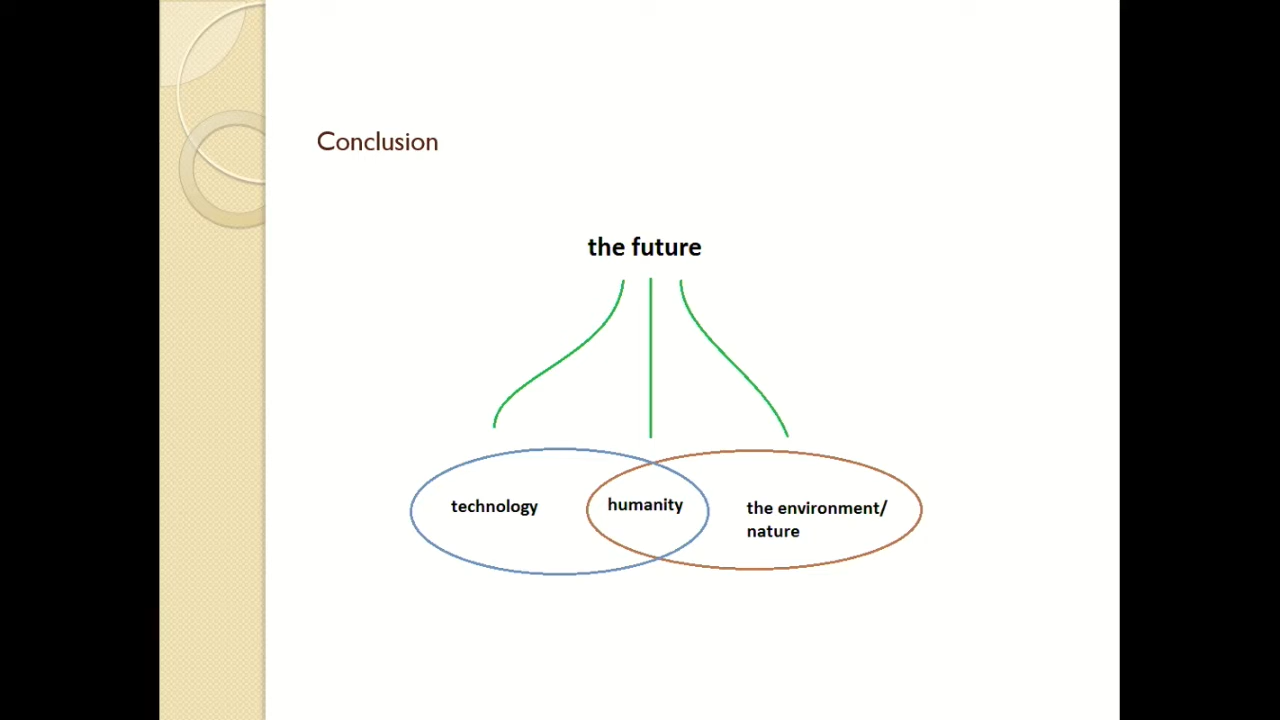 Conclusion
the future
technology
humanity
the environment/
nature